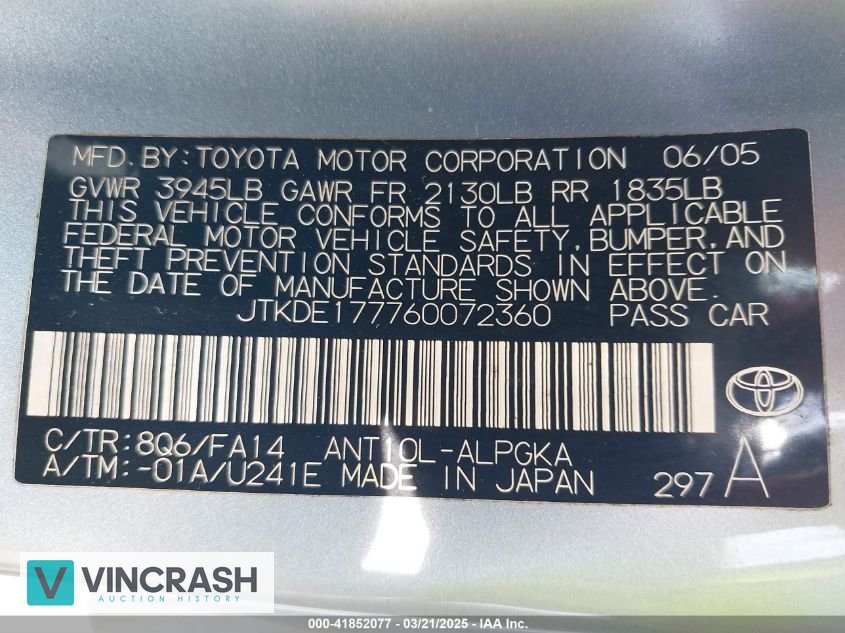 MFD.BY:TOYOTA MOTOR CORPORATION 06/05
GVWR 3945LB GAWR FR 2130LB RR 1835LB
THIS VEHICLE CONFORMS TO ALL APPLICABLE
FEDERAL MOTOR VEHICLE SAFETY, BUMPER, AND
THEFT PREVENTION STANDARDS IN EFFECT ON
THE DATE OF MANUFACTURE SHOWN ABOVE.
JTKDE177760072360 PASS CAR
C/TR:8Q6/FA14 ANT10L-ALPGKA
A/TM:-01A/U241E MADE IN JAPAN 297 A
V VINCRASH
AUCTION HISTORY
000-41852077 — 03/21/2025 — IAA Inc.